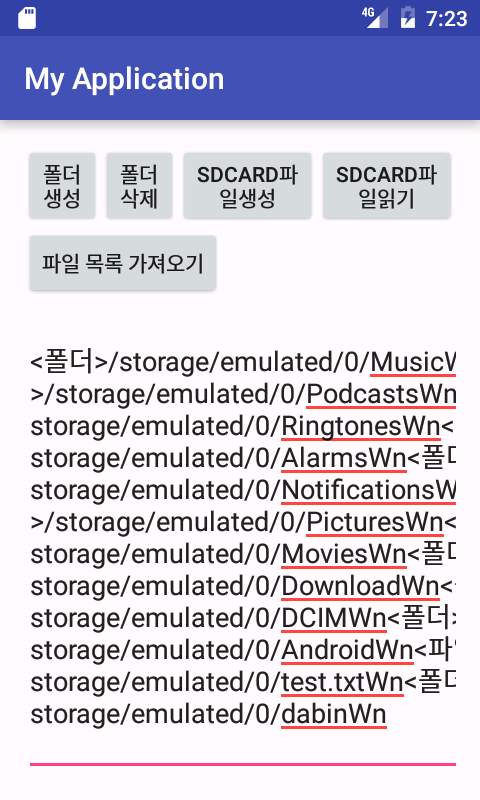 4G 7:23
My Application
폴더 폴더 SDCARD파 SDCARD파
생성 삭제 일생성 일읽기
파일 목록 가져오기
<폴더>/storage/emulated/0/MusicW
>/storage/emulated/0/PodcastsWn
storage/emulated/0/RingtonesWn<
storage/emulated/0/AlarmsWn<폴더
storage/emulated/0/NotificationsW
>/storage/emulated/0/PicturesWn<
storage/emulated/0/MoviesWn<폴더
storage/emulated/0/DownloadWn<
storage/emulated/0/DCIMWn<폴더>
storage/emulated/0/AndroidWn<파일
storage/emulated/0/test.txtWn<폴더
storage/emulated/0/dabinWn